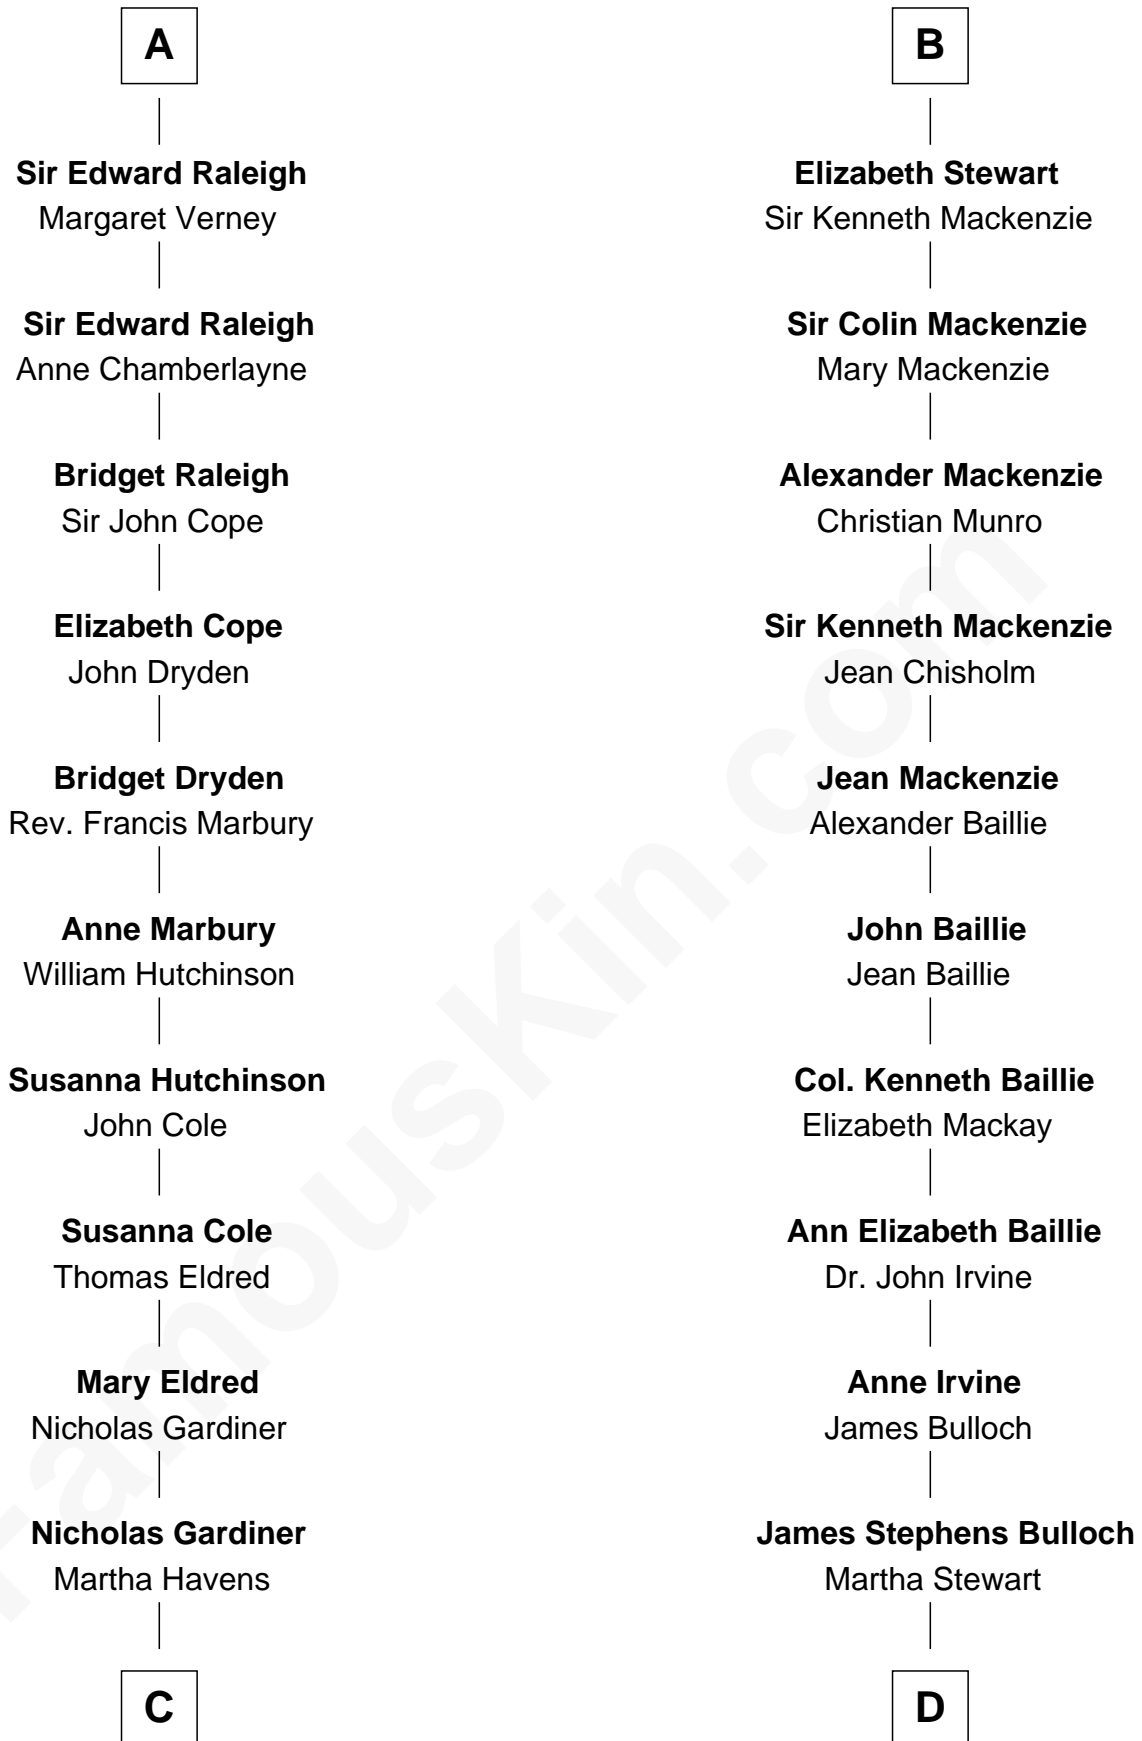 A
Sir Edward Raleigh
Margaret Verney
Sir Edward Raleigh
Anne Chamberlayne
Bridget Raleigh
Sir John Cope
Elizabeth Cope
John Dryden
Bridget Dryden
Rev. Francis Marbury
Anne Marbury
William Hutchinson
Susanna Hutchinson
John Cole
Susanna Cole
Thomas Eldred
Mary Eldred
Nicholas Gardiner
Nicholas Gardiner
Martha Havens
C
B
Elizabeth Stewart
Sir Kenneth Mackenzie
Sir Colin Mackenzie
Mary Mackenzie
Alexander Mackenzie
Christian Munro
Sir Kenneth Mackenzie
Jean Chisholm
Jean Mackenzie
Alexander Baillie
John Baillie
Jean Baillie
Col. Kenneth Baillie
Elizabeth Mackay
Ann Elizabeth Baillie
Dr. John Irvine
Anne Irvine
James Bulloch
James Stephens Bulloch
Martha Stewart
D
FamousKin.com